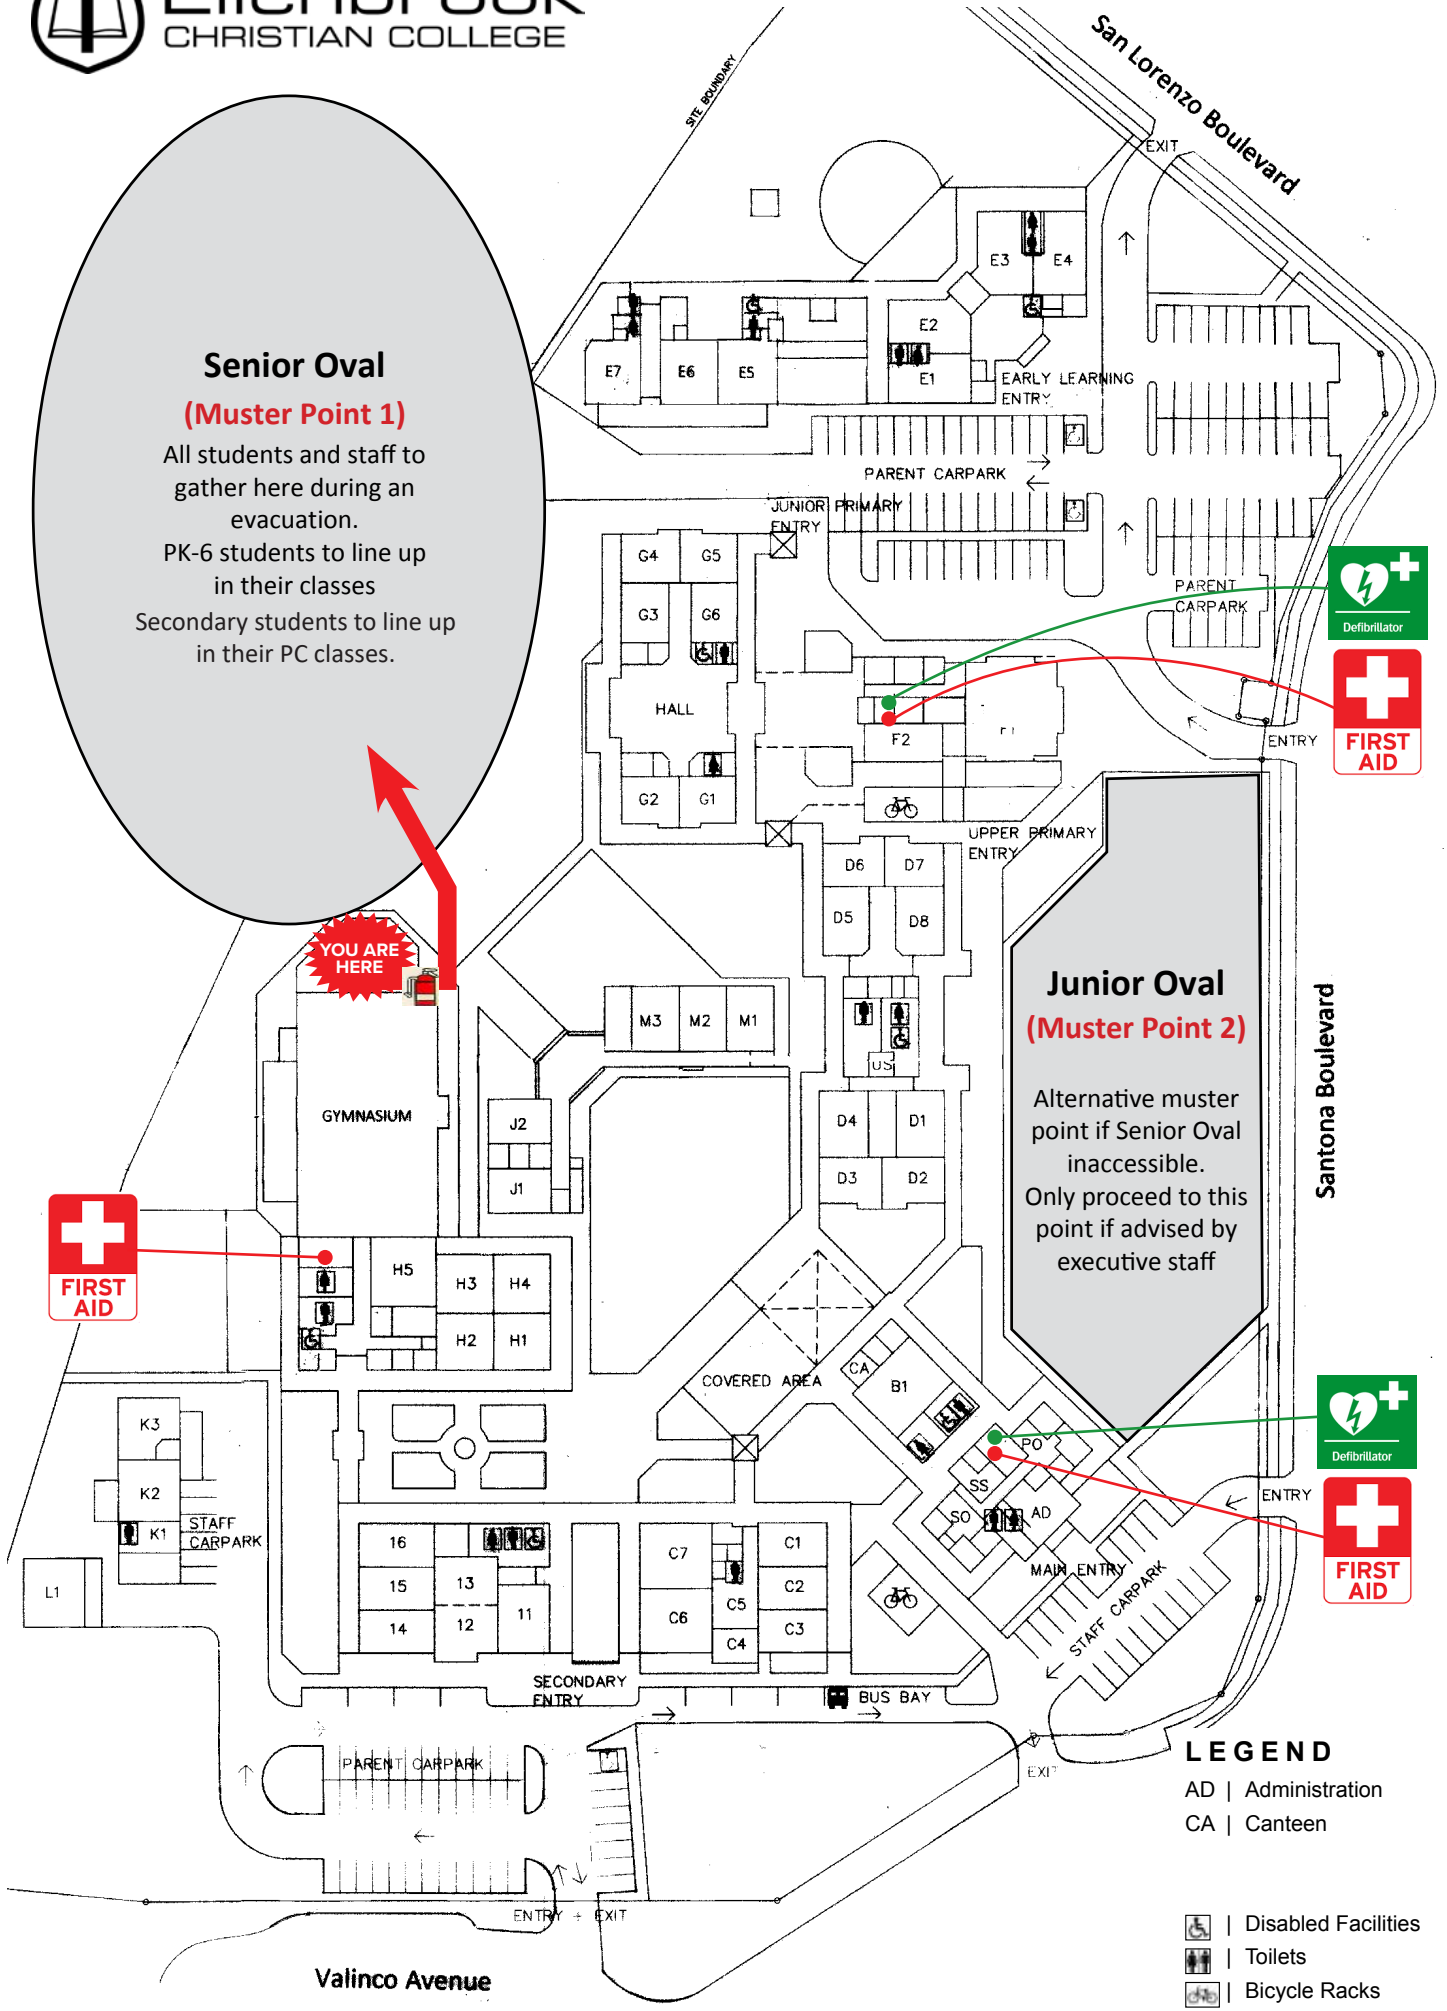 CHRISTIAN COLLEGE
San Lorenzo Boulevard
SITE BOUNDARY
EXIT
E3
E4
E2
E1
E7
E6
E5
EARLY LEARNING
ENTRY
Senior Oval
(Muster Point 1)
All students and staff to
gather here during an
evacuation.
PK-6 students to line up
in their classes
Secondary students to line up
in their PC classes.
PARENT CARPARK
JUNIOR PRIMARY
ENTRY
G4
G5
G3
G6
HALL
G2
G1
PARENT
CARPARK
Defibrillator
FIRST
AID
ENTRY
F2
F1
UPPER PRIMARY
ENTRY
D6
D7
D5
D8
US
D4
D1
D3
D2
YOU ARE
HERE
M3
M2
M1
J2
J1
GYMNASIUM
Junior Oval
(Muster Point 2)
Alternative muster
point if Senior Oval
inaccessible.
Only proceed to this
point if advised by
executive staff
Santona Boulevard
FIRST
AID
H5
H3
H4
H2
H1
COVERED AREA
CA
B1
PO
SS
SO
AD
Defibrillator
FIRST
AID
ENTRY
MAIN ENTRY
STAFF CARPARK
K3
K2
K1
STAFF
CARPARK
L1
16
15
14
13
12
11
C7
C6
C5
C4
C1
C2
C3
SECONDARY
ENTRY
BUS BAY
PARENT CARPARK
EXIT
ENTRY + EXIT
Valinco Avenue
LEGEND
AD | Administration
CA | Canteen
| Disabled Facilities
| Toilets
| Bicycle Racks